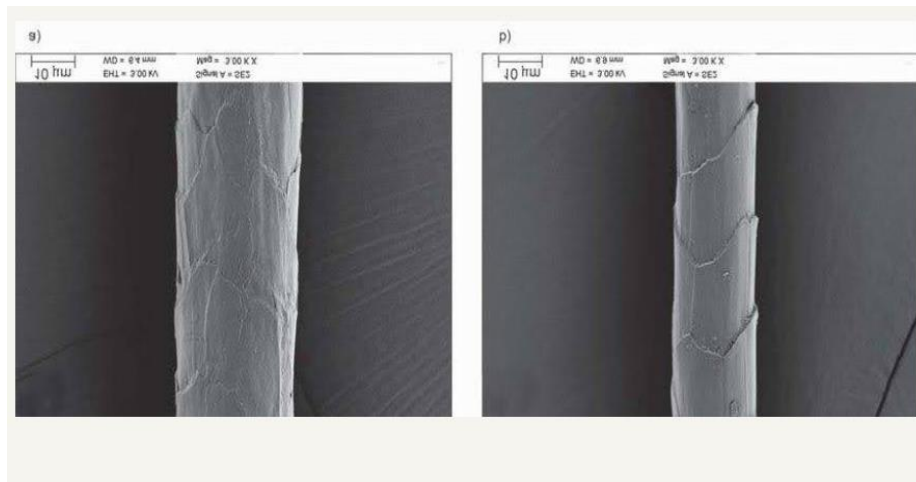 a)
WD = 6.4 mm Mag = 3.00 K X
10 µm EHT = 3.00 kV Signal A = SE2
b)
WD = 6.9 mm Mag = 3.00 K X
10 µm EHT = 3.00 kV Signal A = SE2